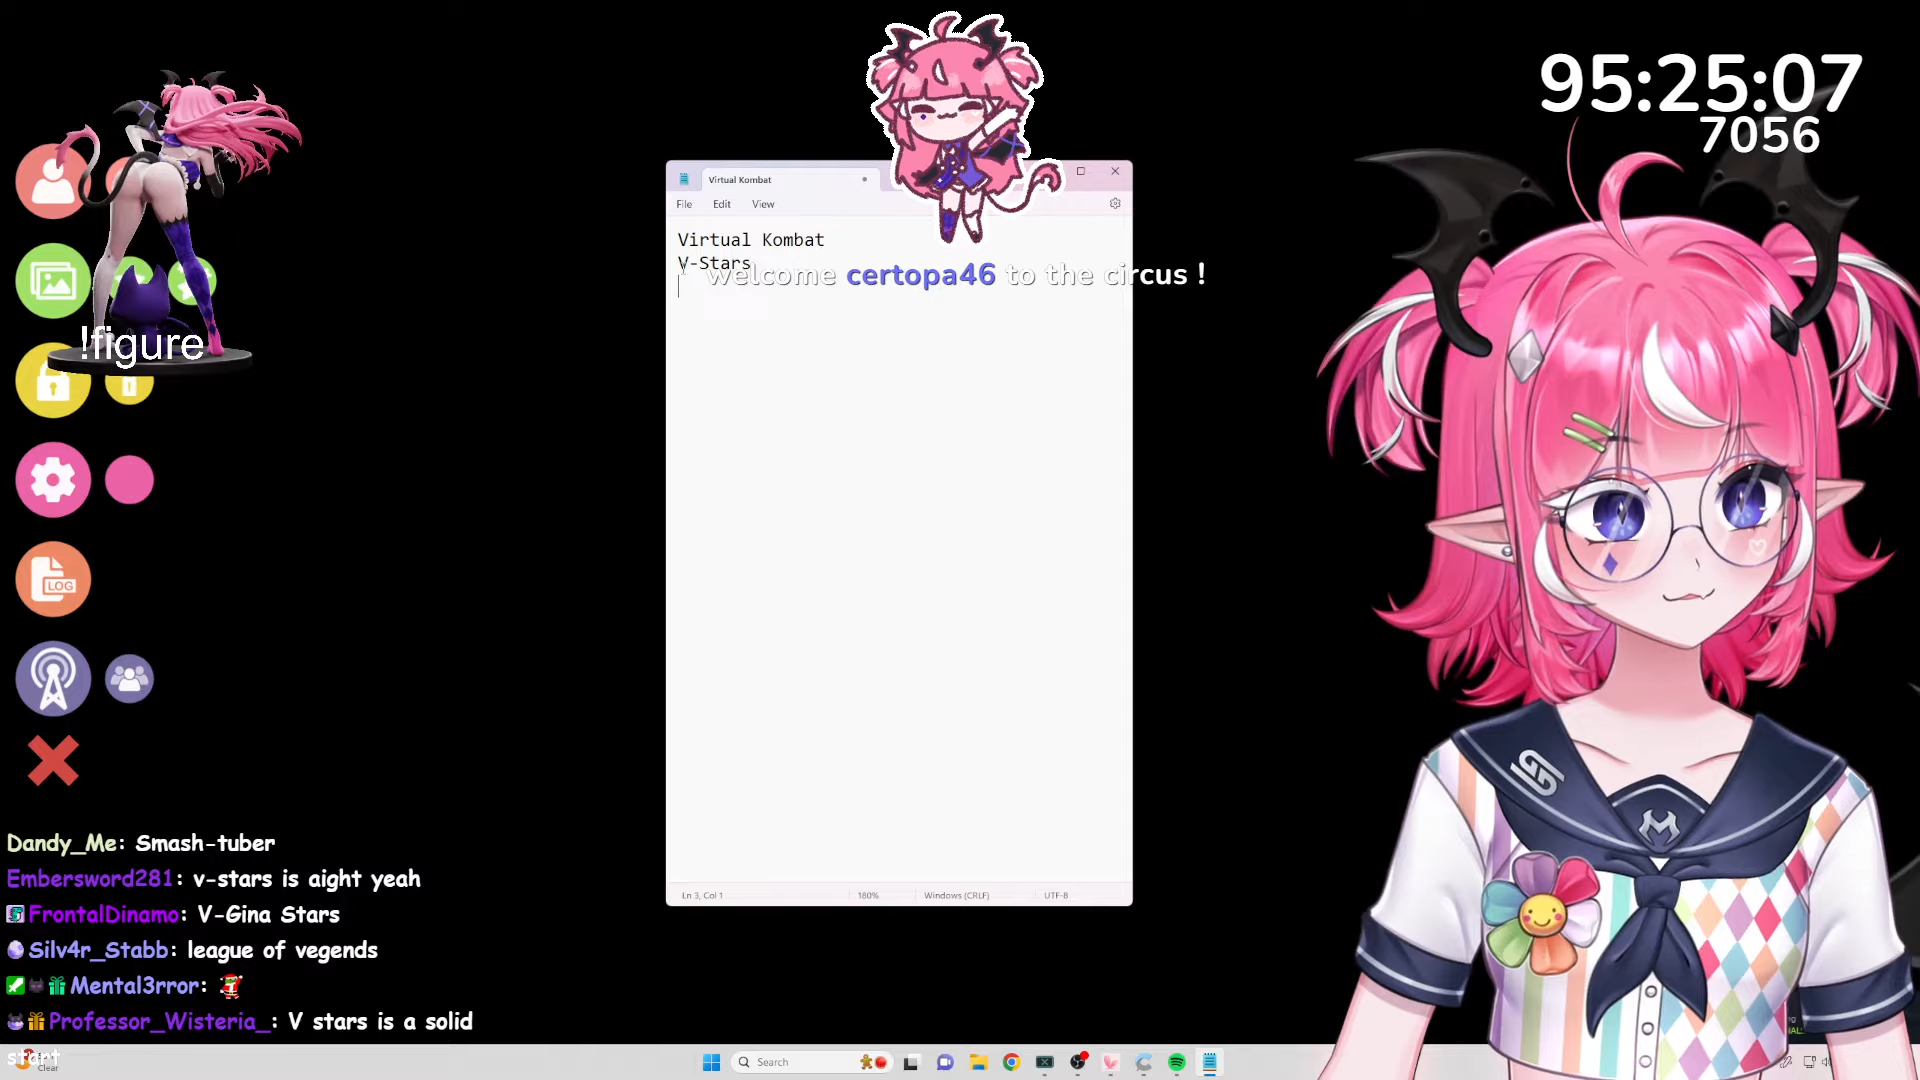 95:25:07
7056
Virtual Kombat
File Edit View
Virtual Kombat
V-Stars
welcome certopa46 to the circus !
!figure
LOG
Dandy_Me: Smash-tuber
Embersword281: v-stars is aight yeah
FrontalDinamo: V-Gina Stars
Silv4r_Stabb: league of vegends
Mental3rror:
Professor_Wisteria_: V stars is a solid
start
Ln 3, Col 1 180% Windows (CRLF) UTF-8
Clear
Search